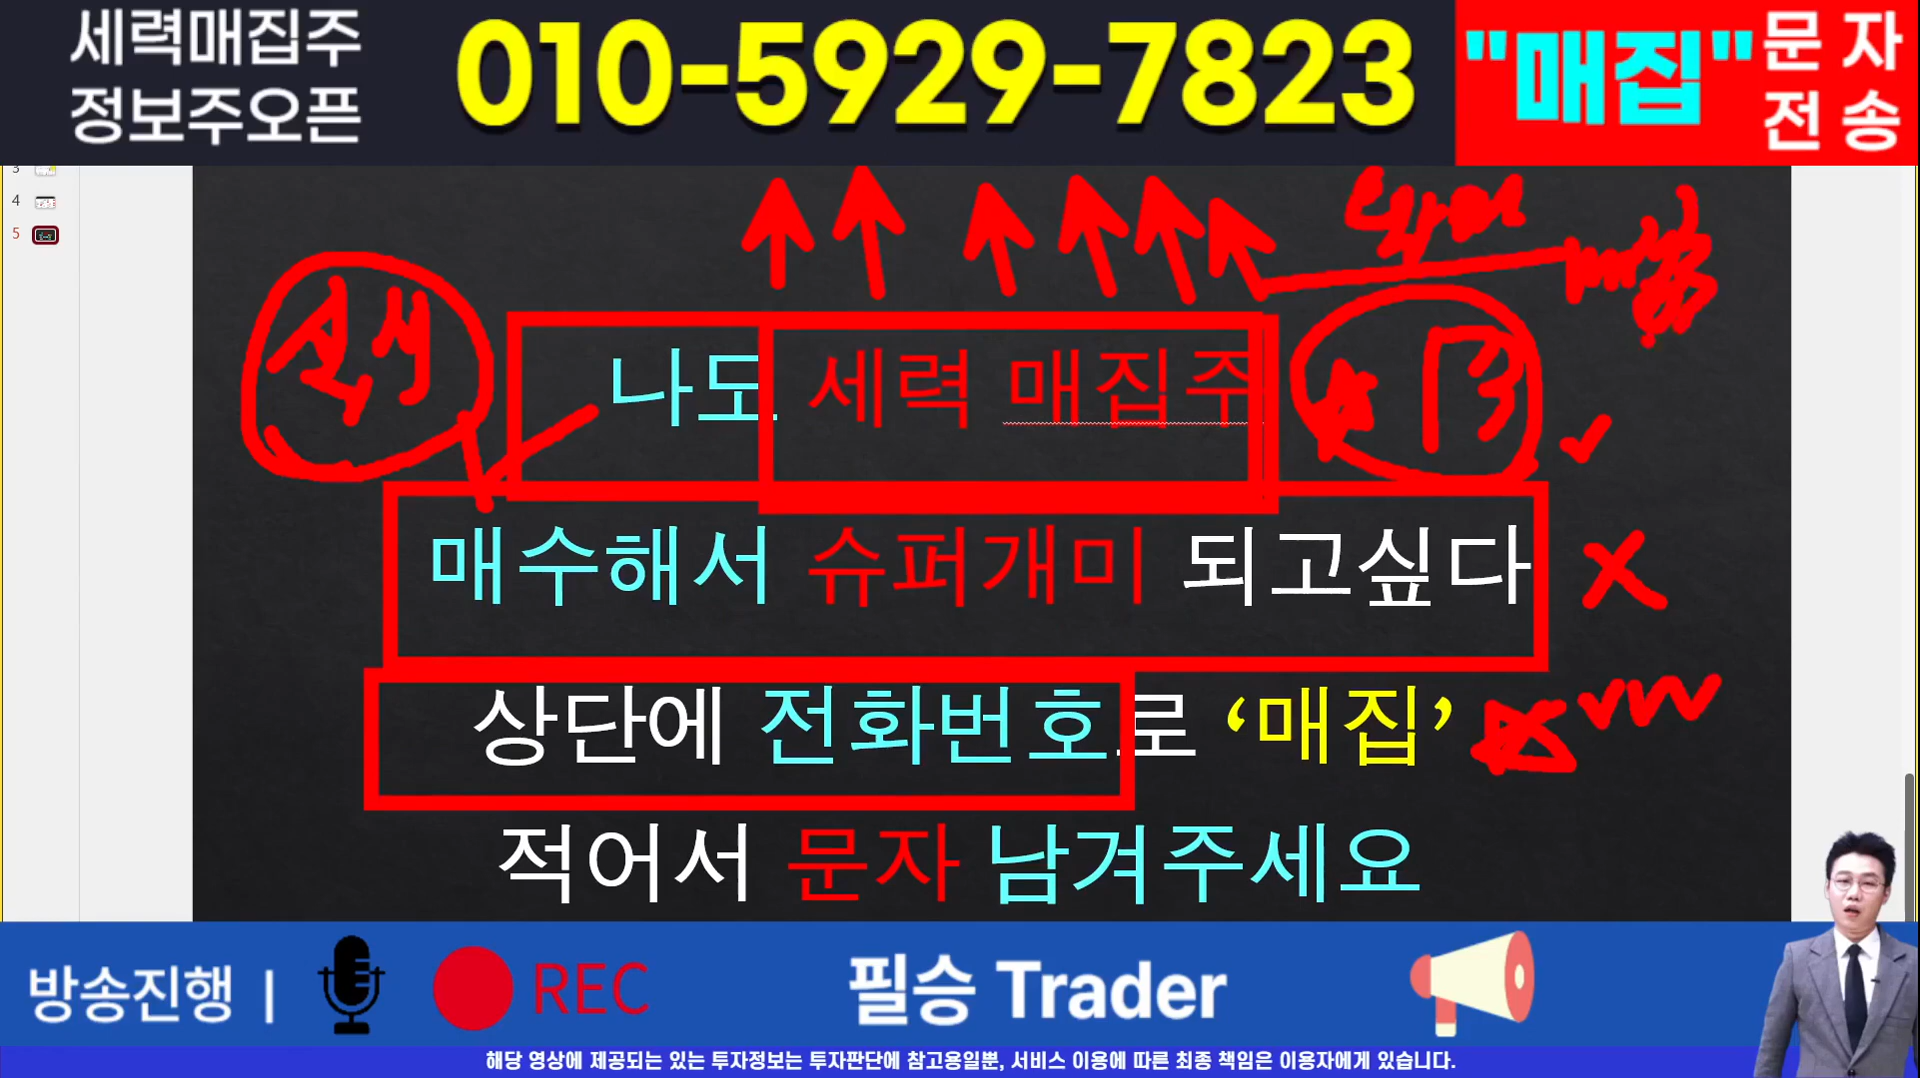 세력매집주
정보주오픈
010-5929-7823
"매집"
문자
전송
3
4
5
나도 세력 매집주
매수해서 슈퍼개미 되고싶다
상단에 전화번호로 ‘매집’
적어서 문자 남겨주세요
방송진행 |
REC
필승 Trader
해당 영상에 제공되는 있는 투자정보는 투자판단에 참고용일뿐, 서비스 이용에 따른 최종 책임은 이용자에게 있습니다.